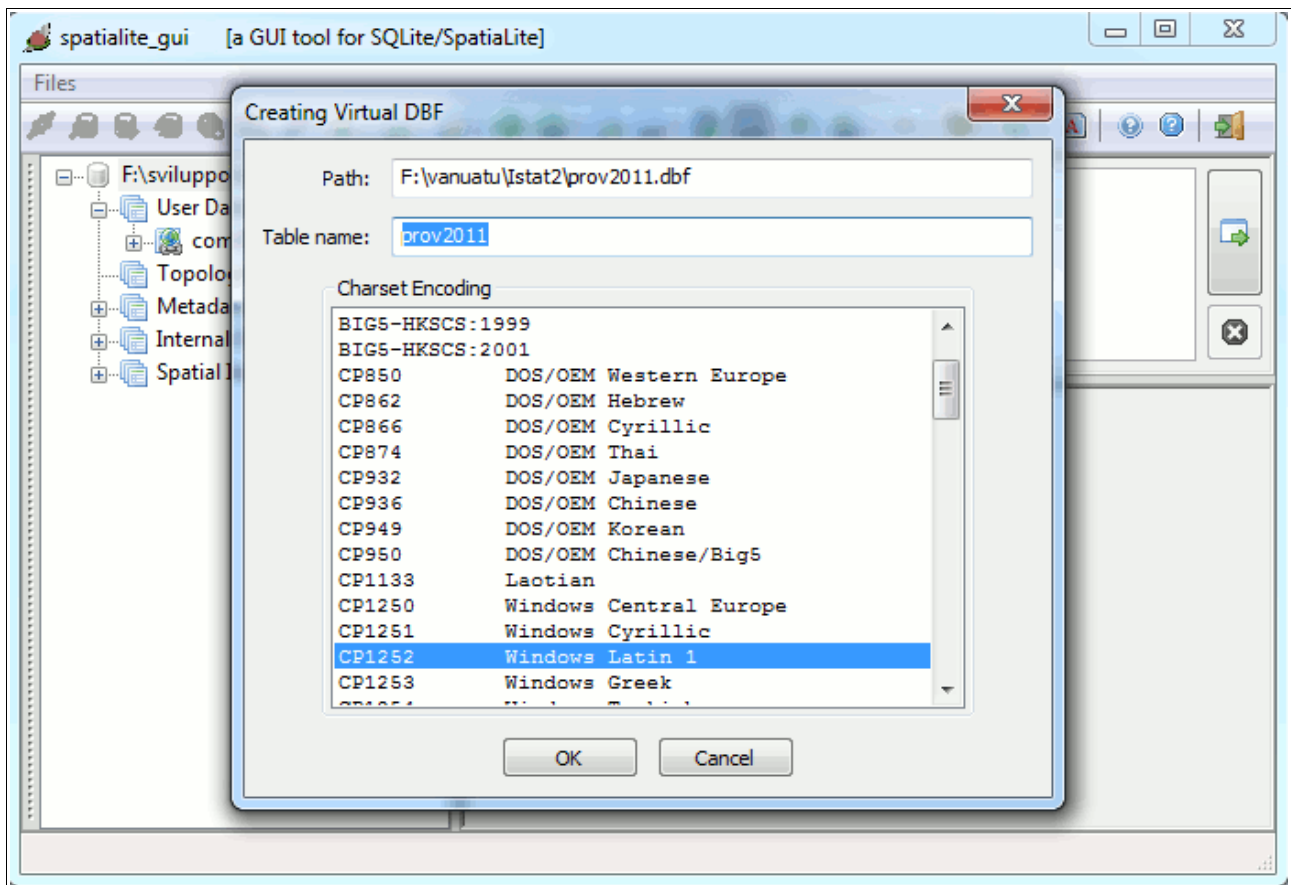 spatialite_gui [a GUI tool for SQLite/SpatiaLite]
Files
Creating Virtual DBF
Path: F:\vanuatu\Istat2\prov2011.dbf
Table name: prov2011
Charset Encoding
BIG5-HKSCS:1999
BIG5-HKSCS:2001
CP850 DOS/OEM Western Europe
CP862 DOS/OEM Hebrew
CP866 DOS/OEM Cyrillic
CP874 DOS/OEM Thai
CP932 DOS/OEM Japanese
CP936 DOS/OEM Chinese
CP949 DOS/OEM Korean
CP950 DOS/OEM Chinese/Big5
CP1133 Laotian
CP1250 Windows Central Europe
CP1251 Windows Cyrillic
CP1252 Windows Latin 1
CP1253 Windows Greek
OK Cancel
F:\sviluppo
User Da
com
Topolo
Metada
Internal
Spatial I